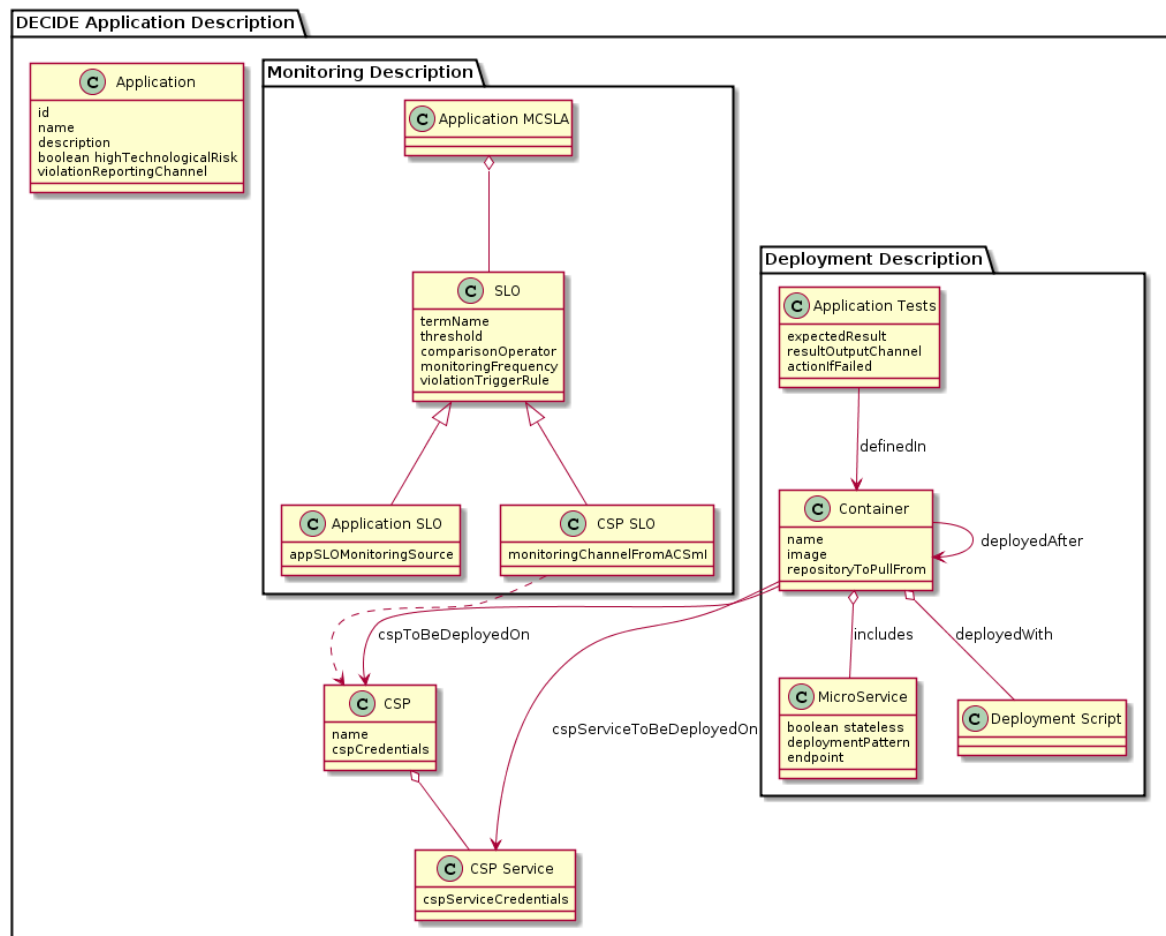 DECIDE Application Description
C Application
id
name
description
boolean highTechnologicalRisk
violationReportingChannel
Monitoring Description
C Application MCSLA
C SLO
termName
threshold
comparisonOperator
monitoringFrequency
violationTriggerRule
C Application SLO
appSLOMonitoringSource
C CSP SLO
monitoringChannelFromACSmI
Deployment Description
C Application Tests
expectedResult
resultOutputChannel
actionIfFailed
definedIn
C Container
name
image
repositoryToPullFrom
deployedAfter
cspToBeDeployedOn
includes
deployedWith
C CSP
name
cspCredentials
cspServiceToBeDeployedOn
C MicroService
boolean stateless
deploymentPattern
endpoint
C Deployment Script
C CSP Service
cspServiceCredentials